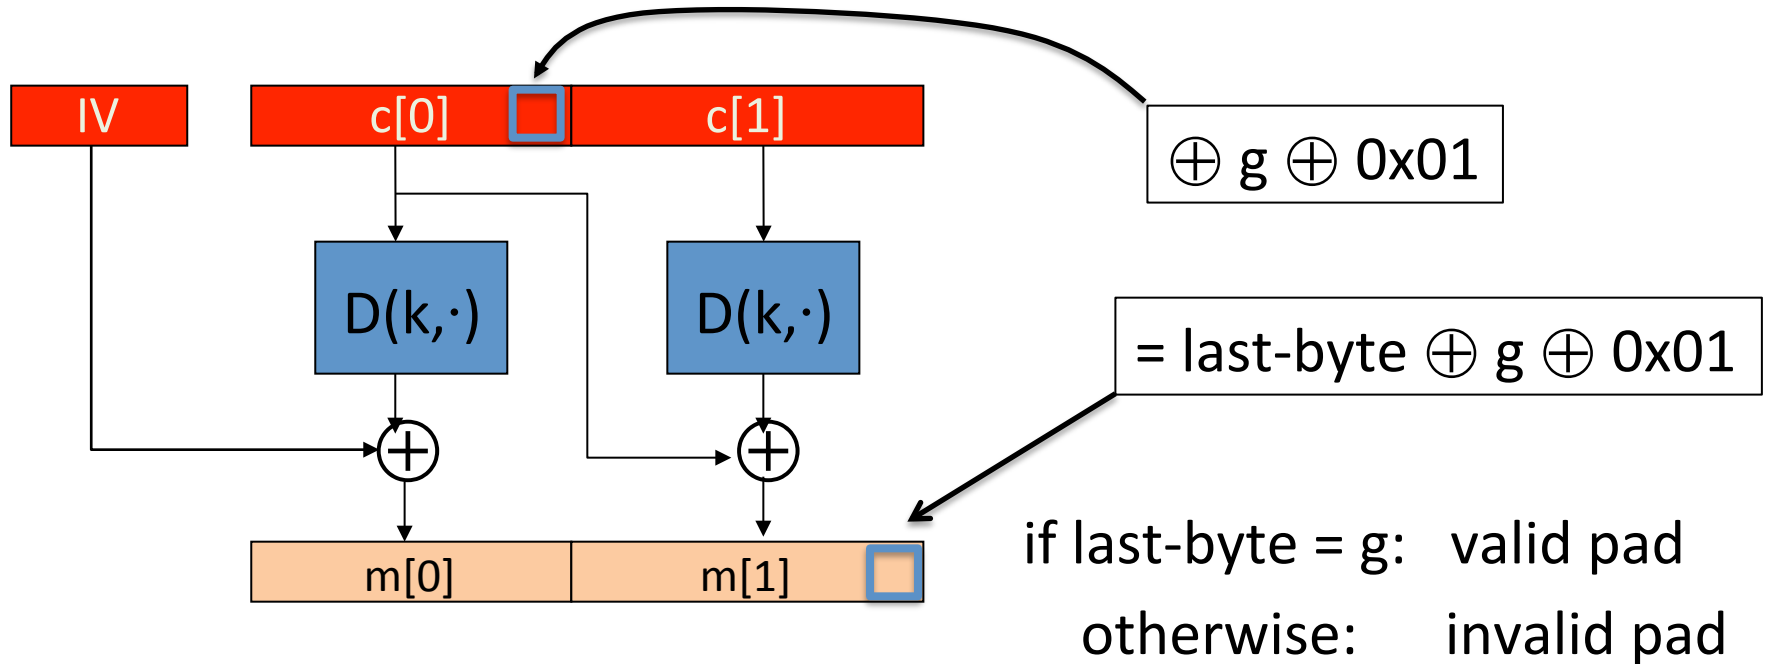 IV
c[0]
c[1]
⊕ g ⊕ 0x01
D(k,·)
D(k,·)
= last-byte ⊕ g ⊕ 0x01
m[0]
m[1]
if last-byte = g: valid pad
otherwise: invalid pad